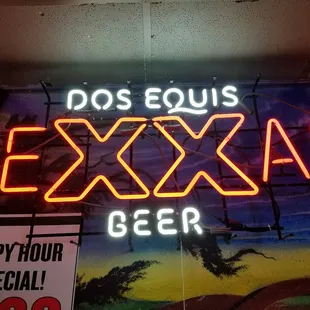 DOS EQUIS
EXXA
BEER
PY HOUR
ECIAL!